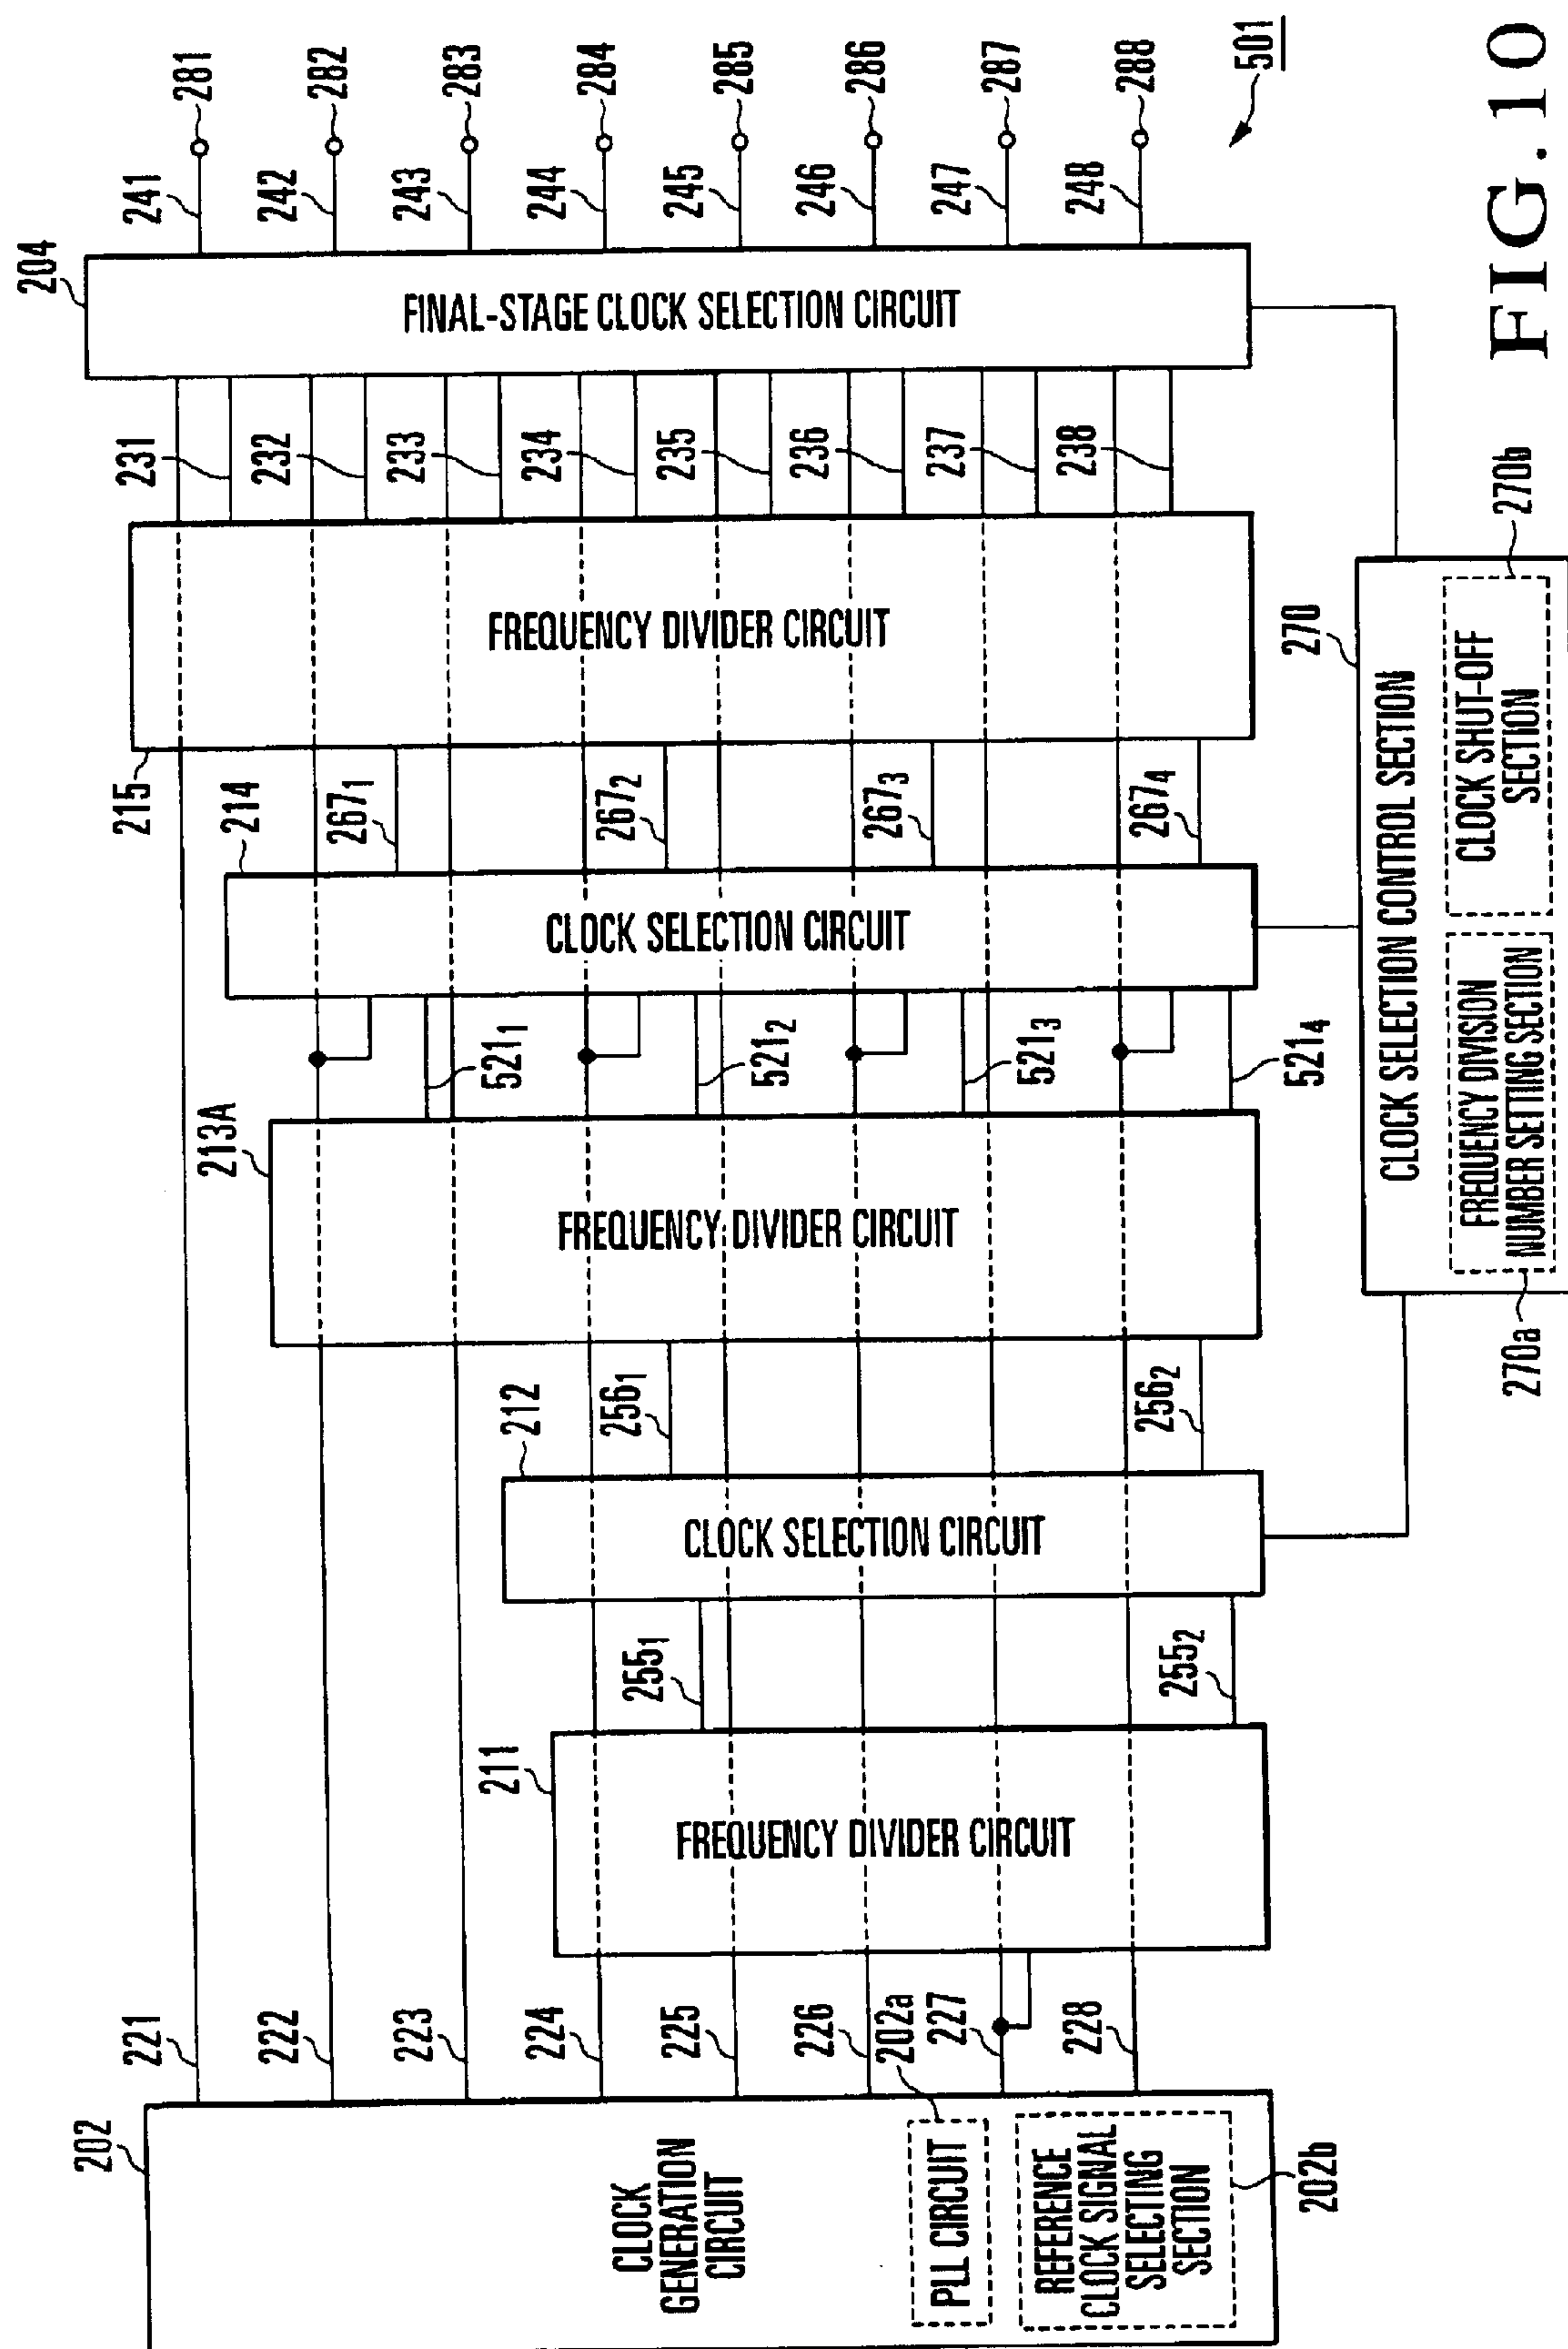 202
CLOCK
GENERATION
CIRCUIT
PLL CIRCUIT
202a
REFERENCE
CLOCK SIGNAL
SELECTING
SECTION
202b
221
222
223
224
225
226
227
228
211
FREQUENCY DIVIDER CIRCUIT
255₁
255₂
212
CLOCK SELECTION CIRCUIT
256₁
256₂
213A
FREQUENCY DIVIDER CIRCUIT
521₁
521₂
521₃
521₄
214
CLOCK SELECTION CIRCUIT
267₁
267₂
267₃
267₄
215
FREQUENCY DIVIDER CIRCUIT
231
232
233
234
235
236
237
238
204
FINAL-STAGE CLOCK SELECTION CIRCUIT
241
242
243
244
245
246
247
248
281
282
283
284
285
286
287
288
501
270
CLOCK SELECTION CONTROL SECTION
270a
FREQUENCY DIVISION
NUMBER SETTING SECTION
CLOCK SHUT-OFF
SECTION
270b
FIG. 10